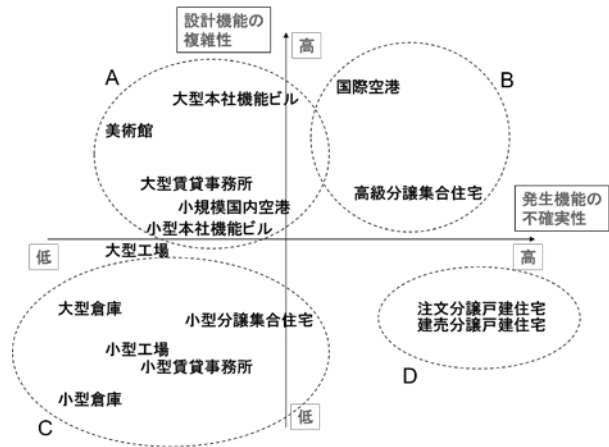 設計機能の
複雑性
高
A
B
国際空港
大型本社機能ビル
美術館
大型賃貸事務所
高級分譲集合住宅
小規模国内空港
発生機能の
不確実性
小型本社機能ビル
低
大型工場
高
大型倉庫
小型分譲集合住宅
注文分譲戸建住宅
建売分譲戸建住宅
小型工場
小型賃貸事務所
D
小型倉庫
低
C